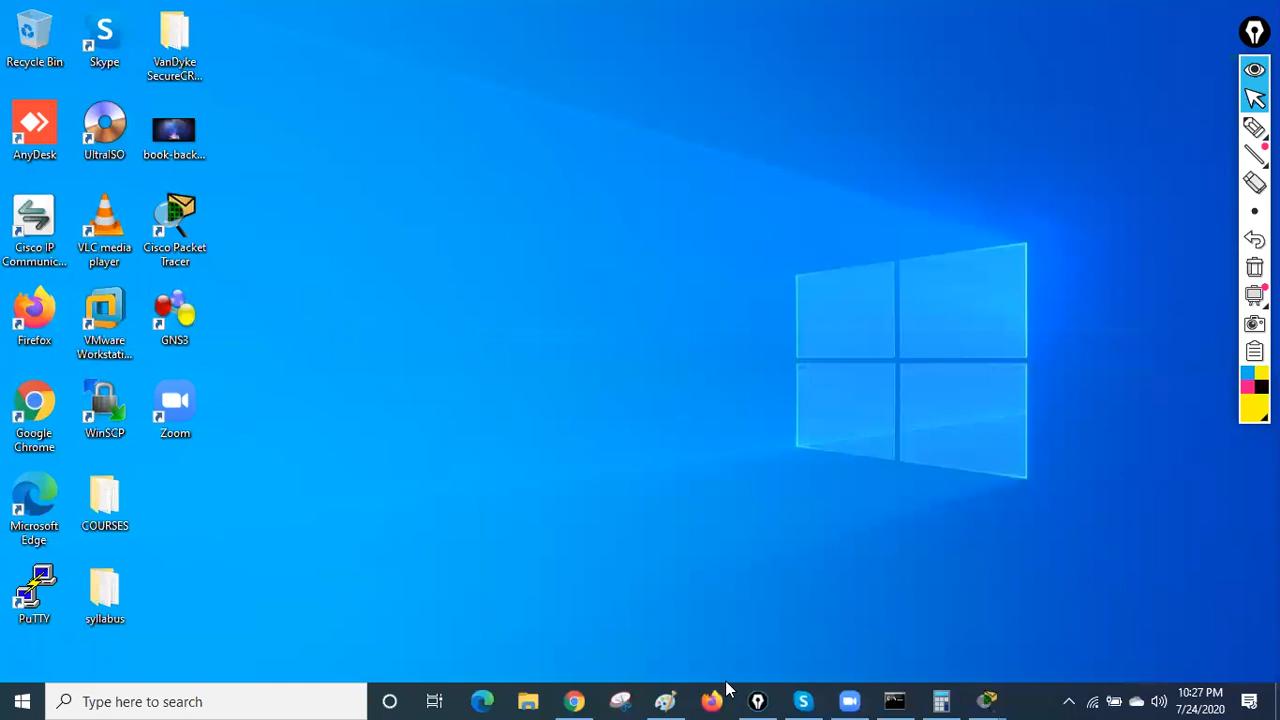 Recycle Bin
Skype
VanDyke
SecureCR...
AnyDesk
UltraISO
book-back...
Cisco IP
Communic...
VLC media
player
Cisco Packet
Tracer
Firefox
VMware
Workstati...
GNS3
Google
Chrome
WinSCP
Zoom
Microsoft
Edge
COURSES
PuTTY
syllabus
Type here to search
10:27 PM
7/24/2020